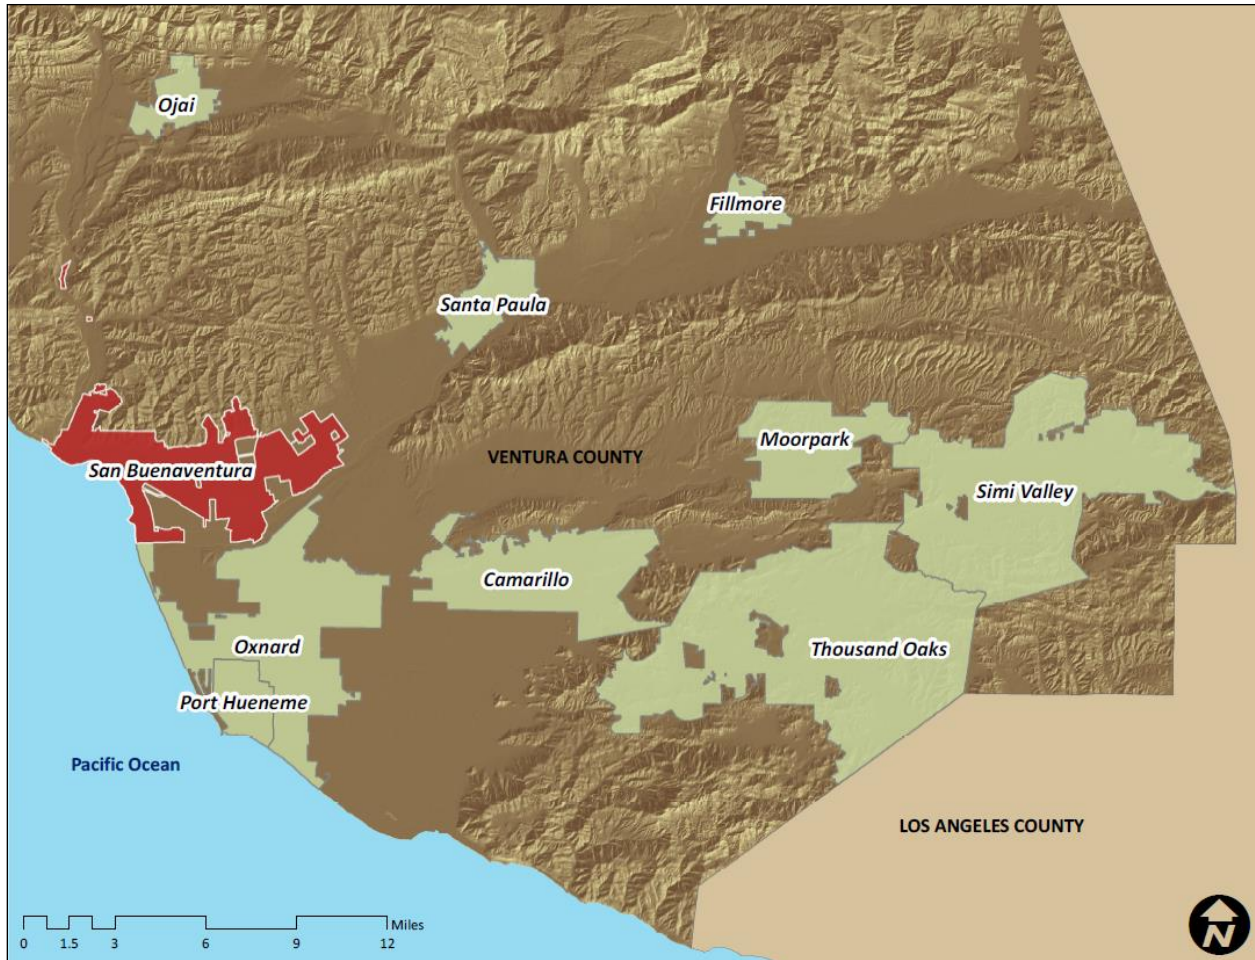 Ojai
Fillmore
Santa Paula
Moorpark
VENTURA COUNTY
San Buenaventura
Simi Valley
Camarillo
Oxnard
Thousand Oaks
Port Hueneme
Pacific Ocean
LOS ANGELES COUNTY
Miles
0 1.5 3 6 9 12
N